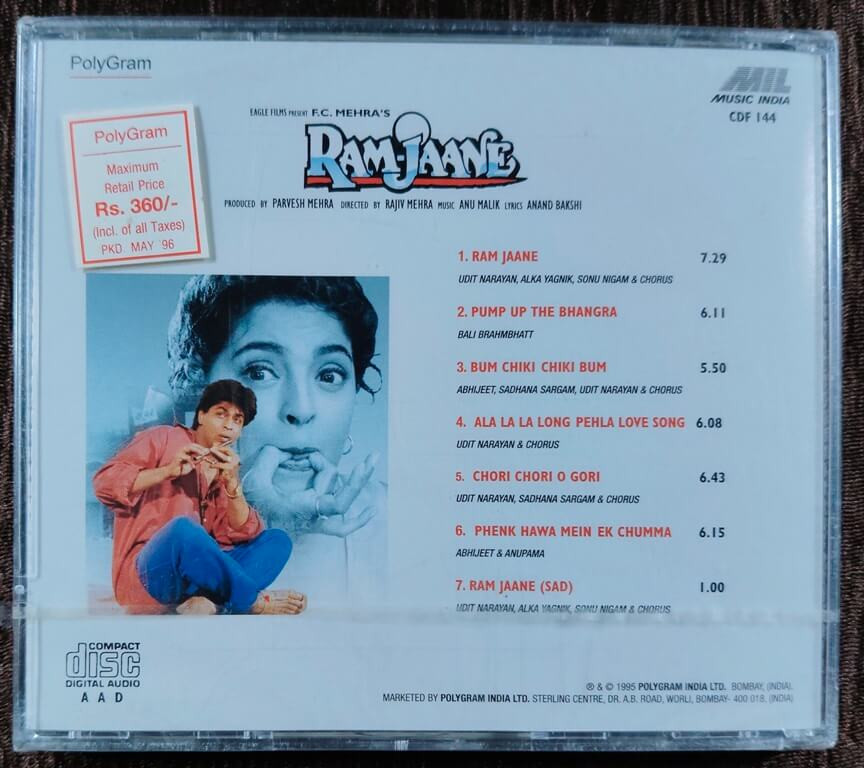 PolyGram
MIL
MUSIC INDIA
CDF 144
PolyGram
Maximum
Retail Price
Rs. 360/-
(Incl. of all Taxes)
PKD. MAY '96
EAGLE FILMS PRESENT F.C. MEHRA'S
RAM-JAANE
PRODUCED BY PARVESH MEHRA DIRECTED BY RAJIV MEHRA MUSIC ANU MALIK LYRICS ANAND BAKSHI
1. RAM JAANE 7.29
UDIT NARAYAN, ALKA YAGNIK, SONU NIGAM & CHORUS
2. PUMP UP THE BHANGRA 6.11
BALI BRAHMBHATT
3. BUM CHIKI CHIKI BUM 5.50
ABHIJEET, SADHANA SARGAM, UDIT NARAYAN & CHORUS
4. ALA LA LA LONG PEHLA LOVE SONG 6.08
UDIT NARAYAN & CHORUS
5. CHORI CHORI O GORI 6.43
UDIT NARAYAN, SADHANA SARGAM & CHORUS
6. PHENK HAWA MEIN EK CHUMMA 6.15
ABHIJEET & ANUPAMA
7. RAM JAANE (SAD) 1.00
UDIT NARAYAN, ALKA YAGNIK, SONU NIGAM & CHORUS
COMPACT
disc
DIGITAL AUDIO
A A D
℗ & © 1995 POLYGRAM INDIA LTD. BOMBAY, (INDIA).
MARKETED BY POLYGRAM INDIA LTD. STERLING CENTRE, DR. A.B. ROAD, WORLI, BOMBAY- 400 018. (INDIA)